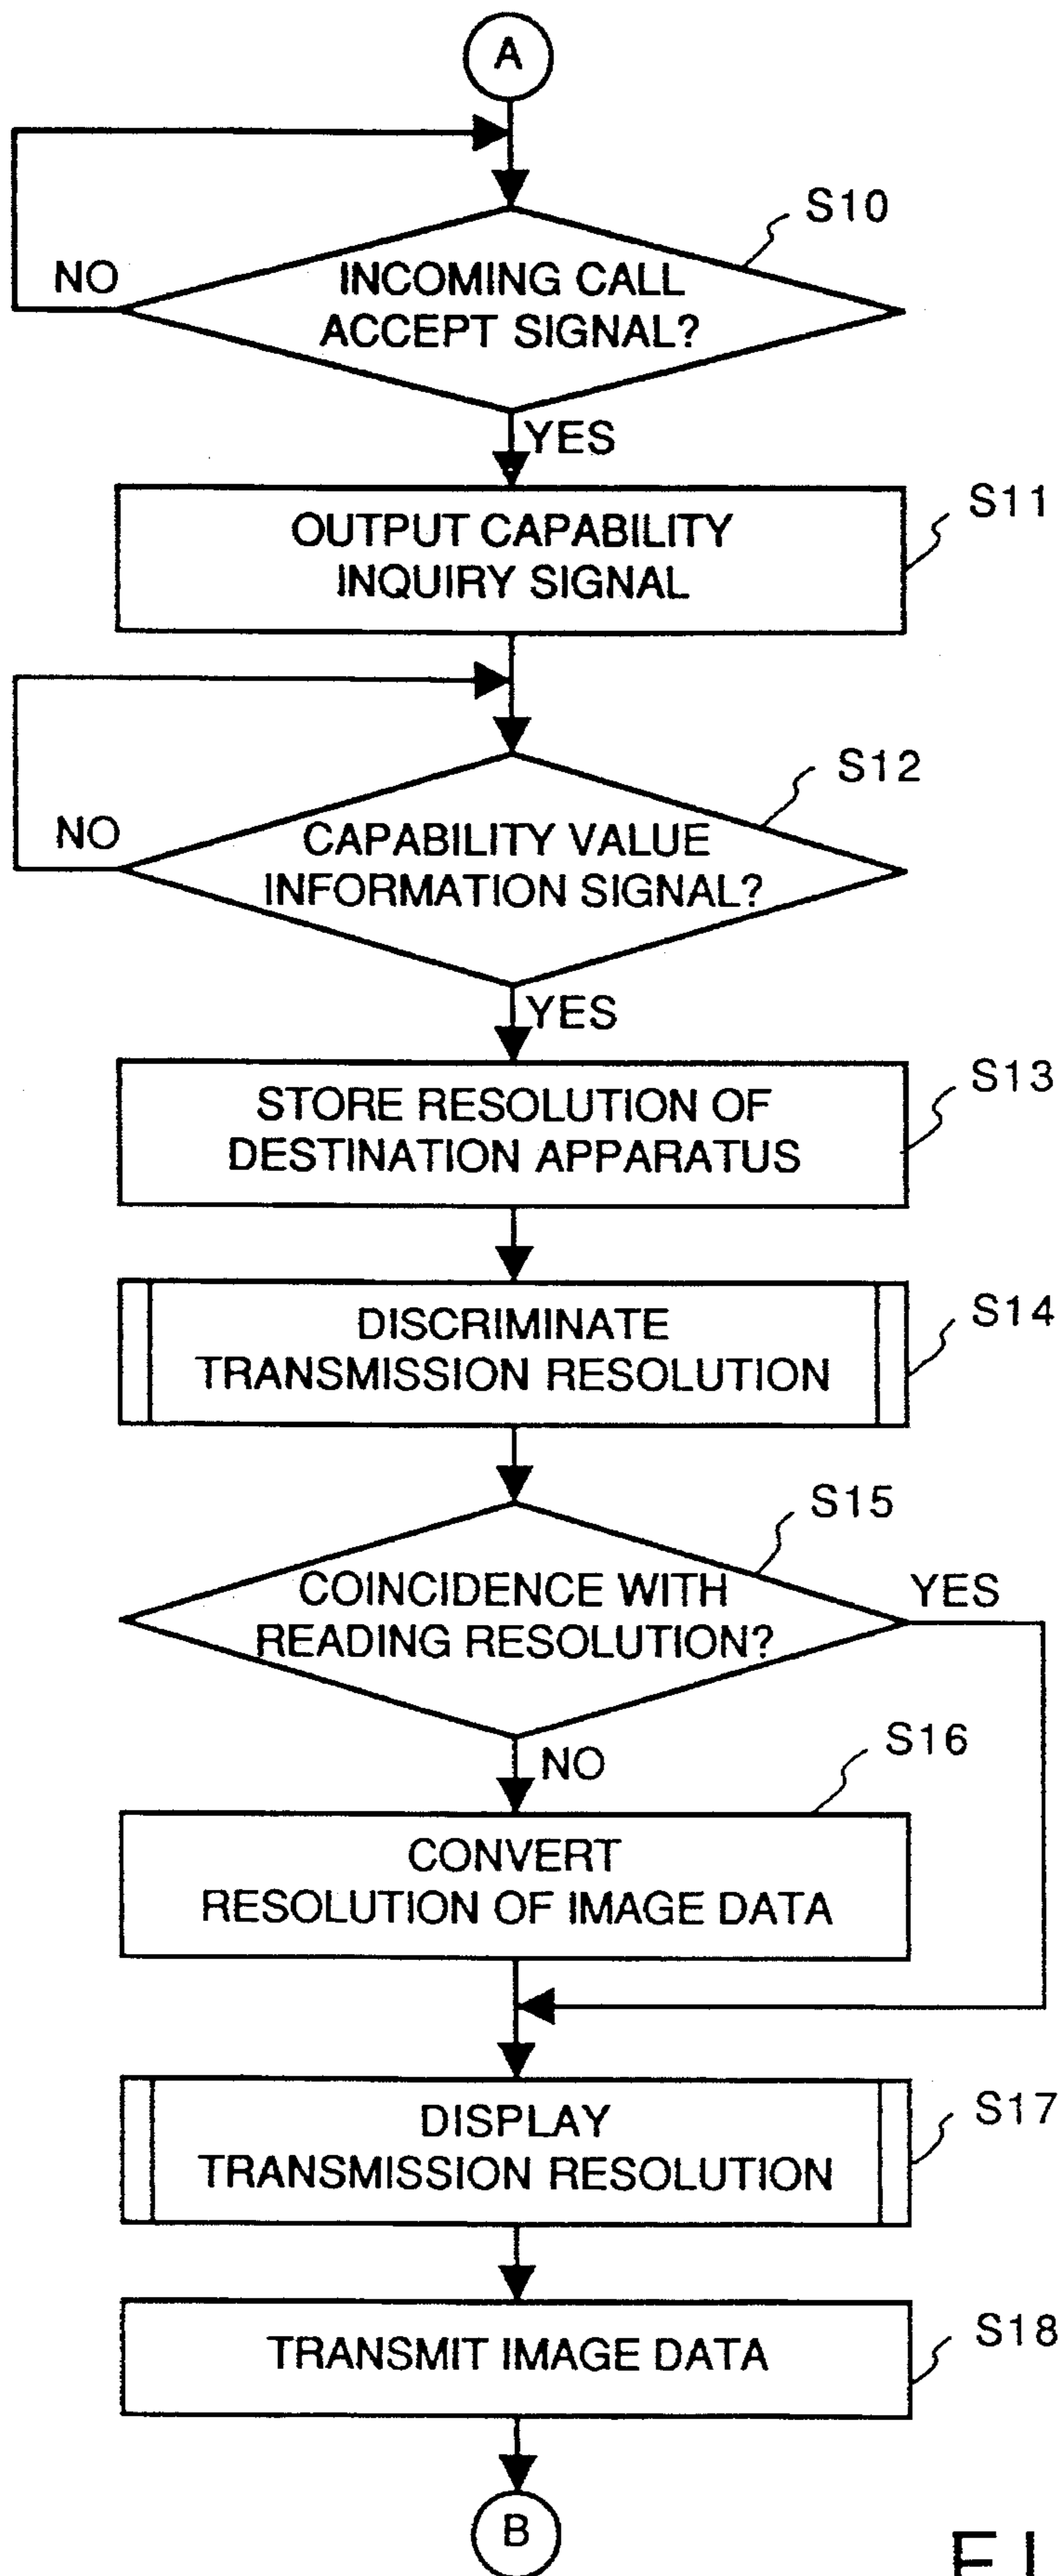 A
S10
NO
INCOMING CALL
ACCEPT SIGNAL?
YES
S11
OUTPUT CAPABILITY
INQUIRY SIGNAL
S12
NO
CAPABILITY VALUE
INFORMATION SIGNAL?
YES
S13
STORE RESOLUTION OF
DESTINATION APPARATUS
S14
DISCRIMINATE
TRANSMISSION RESOLUTION
S15
COINCIDENCE WITH
READING RESOLUTION?
YES
S16
NO
CONVERT
RESOLUTION OF IMAGE DATA
S17
DISPLAY
TRANSMISSION RESOLUTION
S18
TRANSMIT IMAGE DATA
B